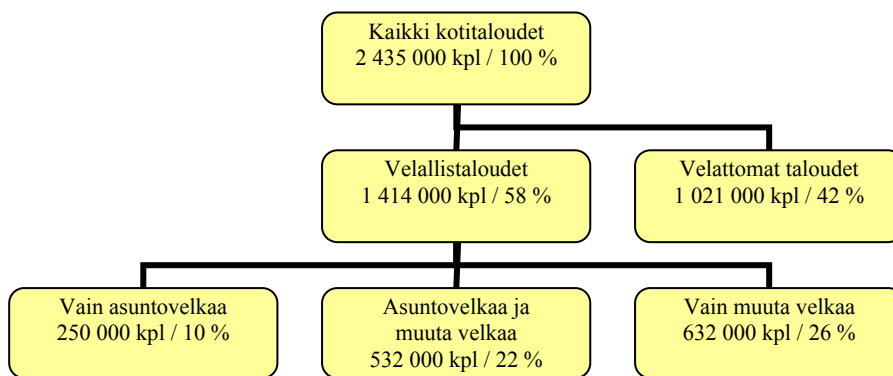 Kaikki kotitaloudet
2 435 000 kpl / 100 %
Velallistaloudet
1 414 000 kpl / 58 %
Velattomat taloudet
1 021 000 kpl / 42 %
Vain asuntovelkaa
250 000 kpl / 10 %
Asuntovelkaa ja
muuta velkaa
532 000 kpl / 22 %
Vain muuta velkaa
632 000 kpl / 26 %